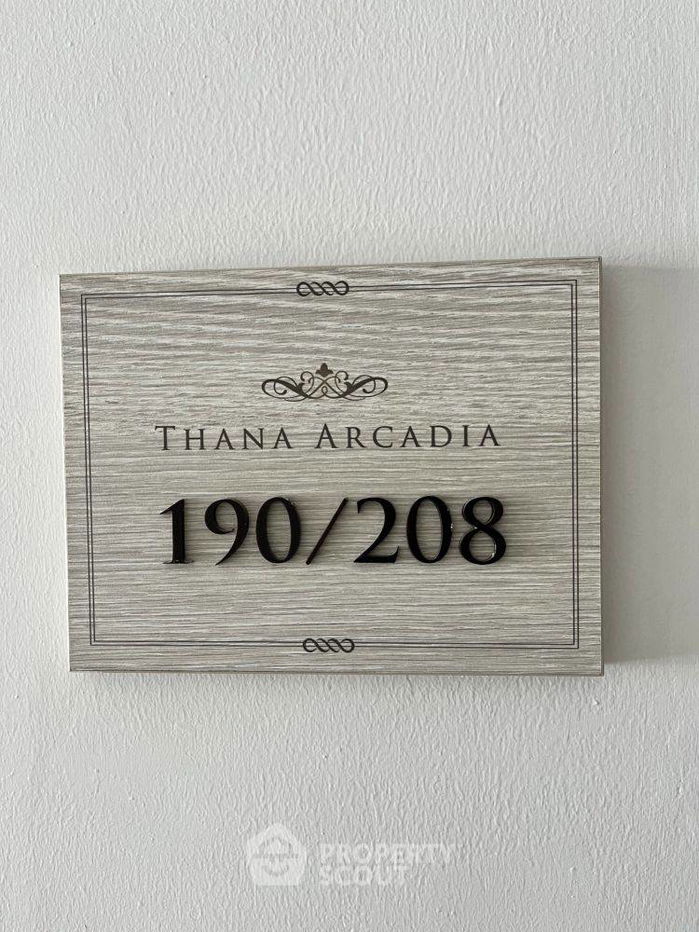 THANA ARCADIA
190/208
PROPERTY
SCOUT